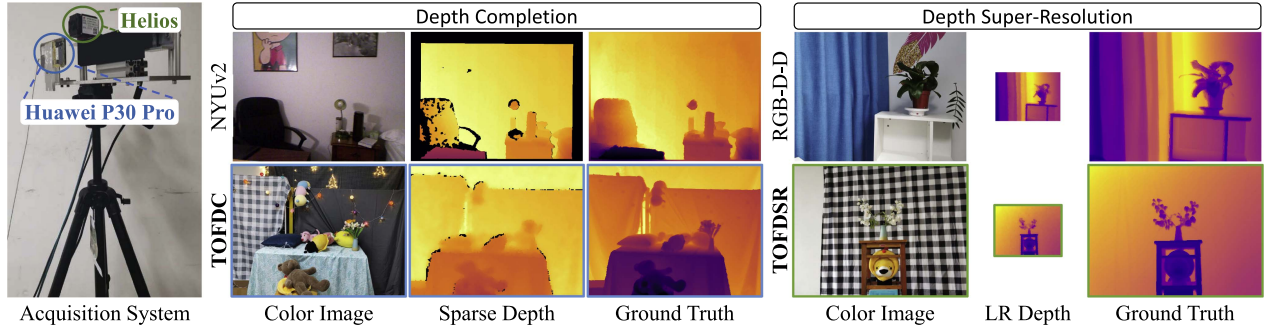 Helios
Huawei P30 Pro
Acquisition System
Depth Completion
NYUv2
TOFDC
Color Image
Sparse Depth
Ground Truth
Depth Super-Resolution
RGB-D-D
TOFDSR
Color Image
LR Depth
Ground Truth